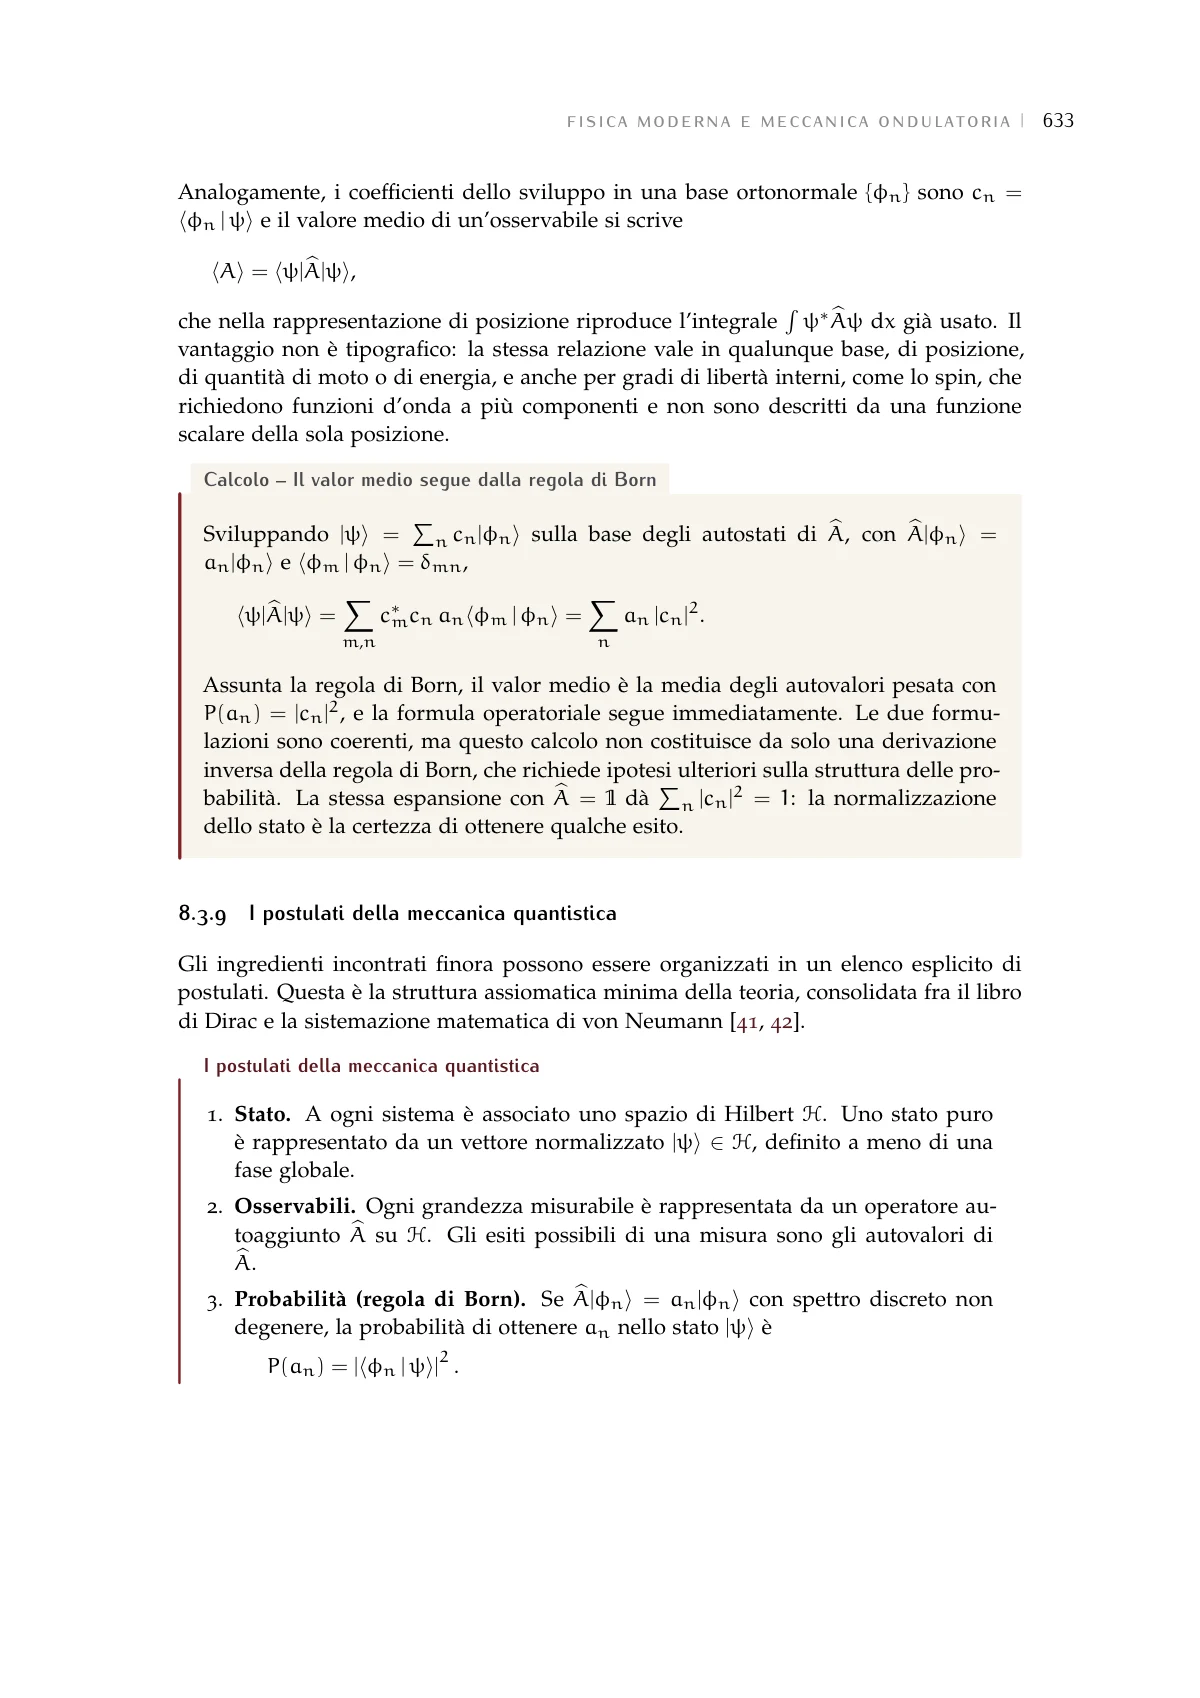 FISICA MODERNA E MECCANICA ONDULATORIA | 633
Analogamente, i coefficienti dello sviluppo in una base ortonormale {ϕₙ} sono cₙ =
⟨ϕₙ | ψ⟩ e il valore medio di un'osservabile si scrive
⟨A⟩ = ⟨ψ|Â|ψ⟩,
che nella rappresentazione di posizione riproduce l'integrale ∫ ψ*Âψ dx già usato. Il
vantaggio non è tipografico: la stessa relazione vale in qualunque base, di posizione,
di quantità di moto o di energia, e anche per gradi di libertà interni, come lo spin, che
richiedono funzioni d'onda a più componenti e non sono descritti da una funzione
scalare della sola posizione.
Calcolo – Il valor medio segue dalla regola di Born
Sviluppando |ψ⟩ = ∑ₙ cₙ|ϕₙ⟩ sulla base degli autostati di Â, con Â|ϕₙ⟩ =
aₙ|ϕₙ⟩ e ⟨ϕₘ | ϕₙ⟩ = δₘₙ,
⟨ψ|Â|ψ⟩ = ∑ₘ,ₙ c*ₘcₙ aₙ⟨ϕₘ | ϕₙ⟩ = ∑ₙ aₙ |cₙ|².
Assunta la regola di Born, il valor medio è la media degli autovalori pesata con
P(aₙ) = |cₙ|², e la formula operatoriale segue immediatamente. Le due formu-
lazioni sono coerenti, ma questo calcolo non costituisce da solo una derivazione
inversa della regola di Born, che richiede ipotesi ulteriori sulla struttura delle pro-
babilità. La stessa espansione con Â = 𝟙 dà ∑ₙ |cₙ|² = 1: la normalizzazione
dello stato è la certezza di ottenere qualche esito.
8.3.9 I postulati della meccanica quantistica
Gli ingredienti incontrati finora possono essere organizzati in un elenco esplicito di
postulati. Questa è la struttura assiomatica minima della teoria, consolidata fra il libro
di Dirac e la sistemazione matematica di von Neumann [41, 42].
I postulati della meccanica quantistica
1. Stato. A ogni sistema è associato uno spazio di Hilbert ℋ. Uno stato puro
è rappresentato da un vettore normalizzato |ψ⟩ ∈ ℋ, definito a meno di una
fase globale.
2. Osservabili. Ogni grandezza misurabile è rappresentata da un operatore au-
toaggiunto Â su ℋ. Gli esiti possibili di una misura sono gli autovalori di
Â.
3. Probabilità (regola di Born). Se Â|ϕₙ⟩ = aₙ|ϕₙ⟩ con spettro discreto non
degenere, la probabilità di ottenere aₙ nello stato |ψ⟩ è
P(aₙ) = |⟨ϕₙ | ψ⟩|² .